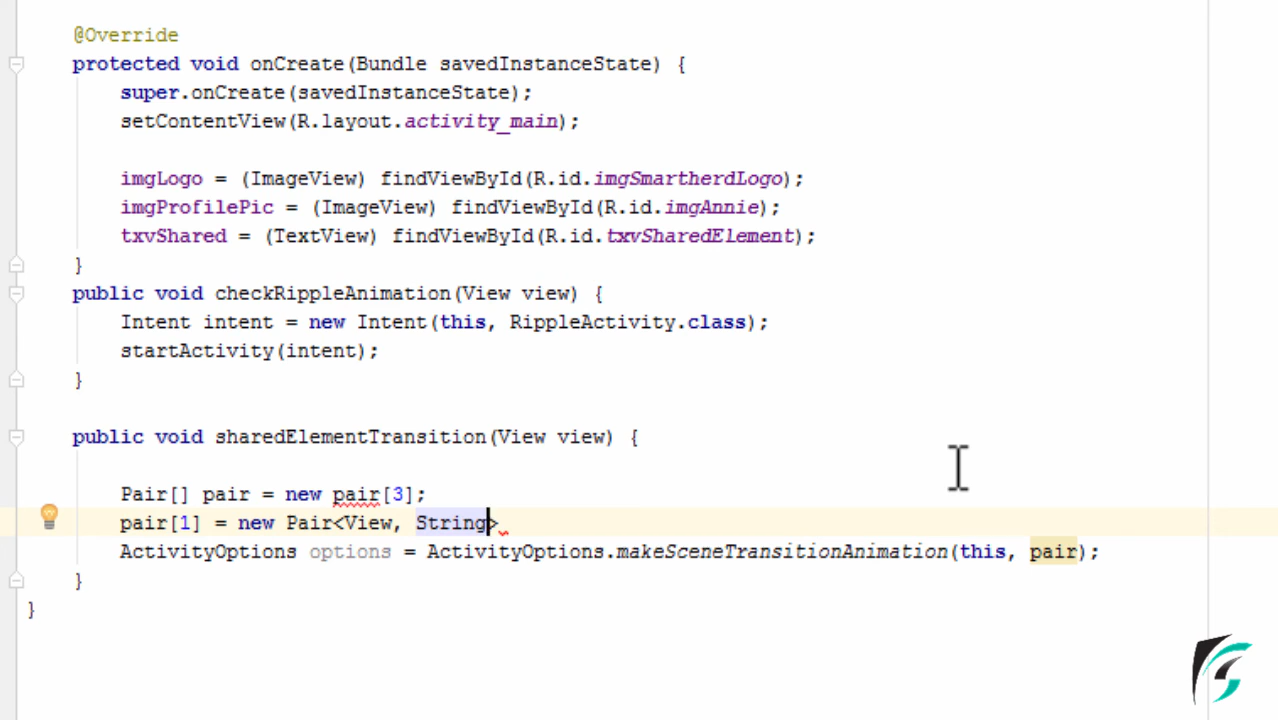 @Override
protected void onCreate(Bundle savedInstanceState) {
super.onCreate(savedInstanceState);
setContentView(R.layout.activity_main);
imgLogo = (ImageView) findViewById(R.id.imgSmartherdLogo);
imgProfilePic = (ImageView) findViewById(R.id.imgAnnie);
txvShared = (TextView) findViewById(R.id.txvSharedElement);
}
public void checkRippleAnimation(View view) {
Intent intent = new Intent(this, RippleActivity.class);
startActivity(intent);
}
public void sharedElementTransition(View view) {
Pair[] pair = new pair[3];
pair[1] = new Pair<View, String>
ActivityOptions options = ActivityOptions.makeSceneTransitionAnimation(this, pair);
}
}